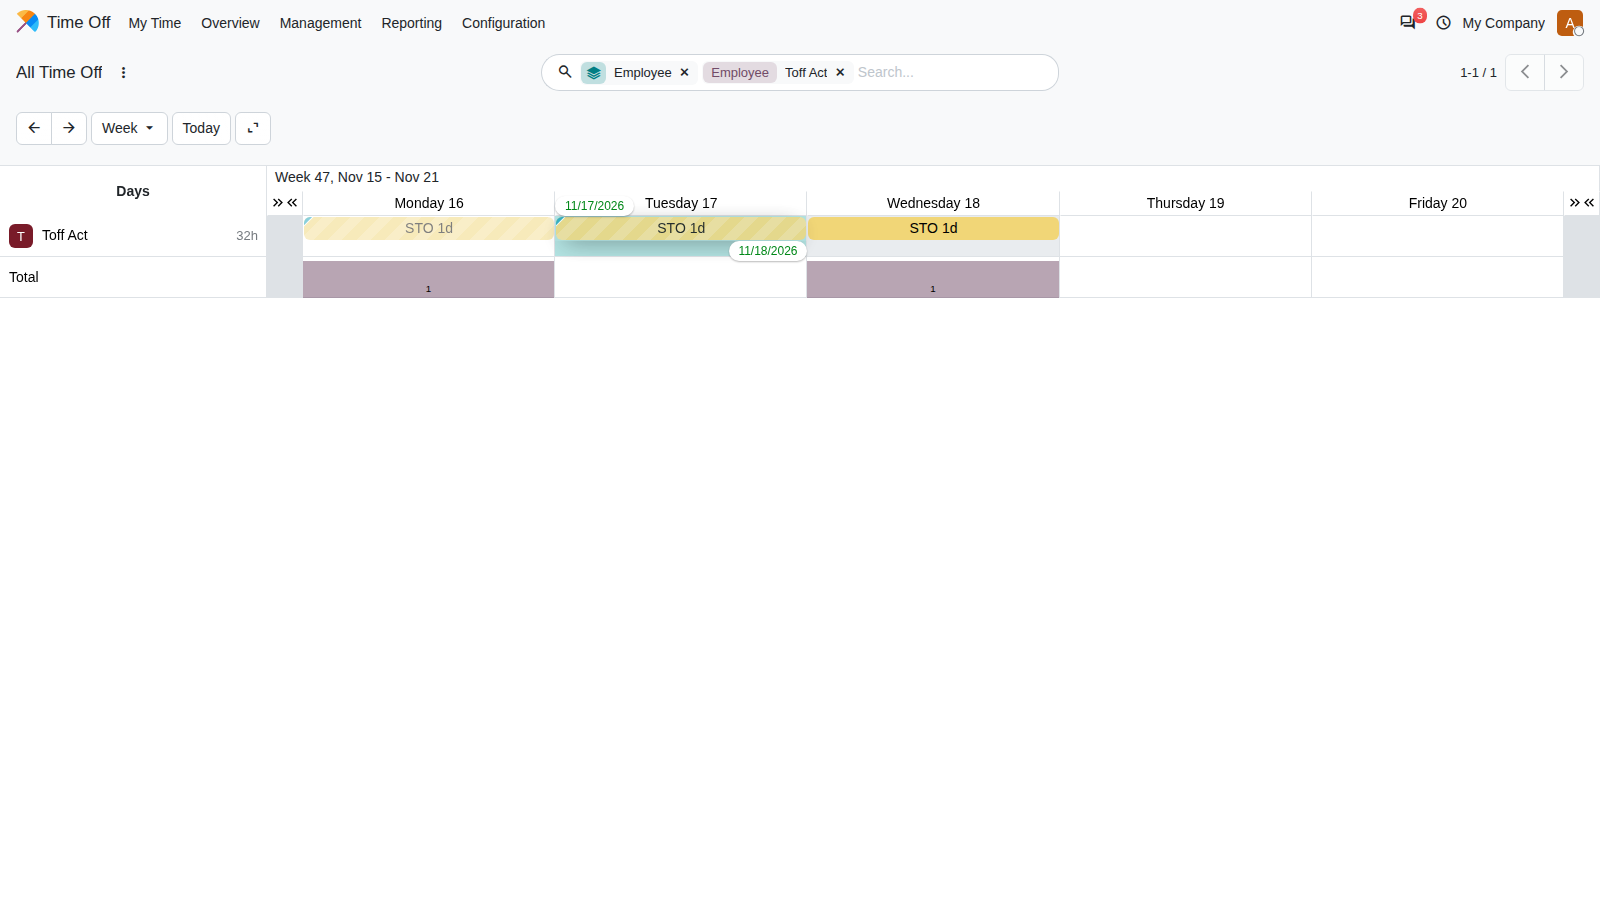 Time Off My Time Overview Management Reporting Configuration 3 My Company A
All Time Off Employee × Employee Toff Act × Search... 1-1 / 1
Week Today
Days Week 47, Nov 15 - Nov 21
Monday 16 11/17/2026 Tuesday 17 Wednesday 18 Thursday 19 Friday 20
T Toff Act 32h STO 1d STO 1d STO 1d
11/18/2026
Total 1 1